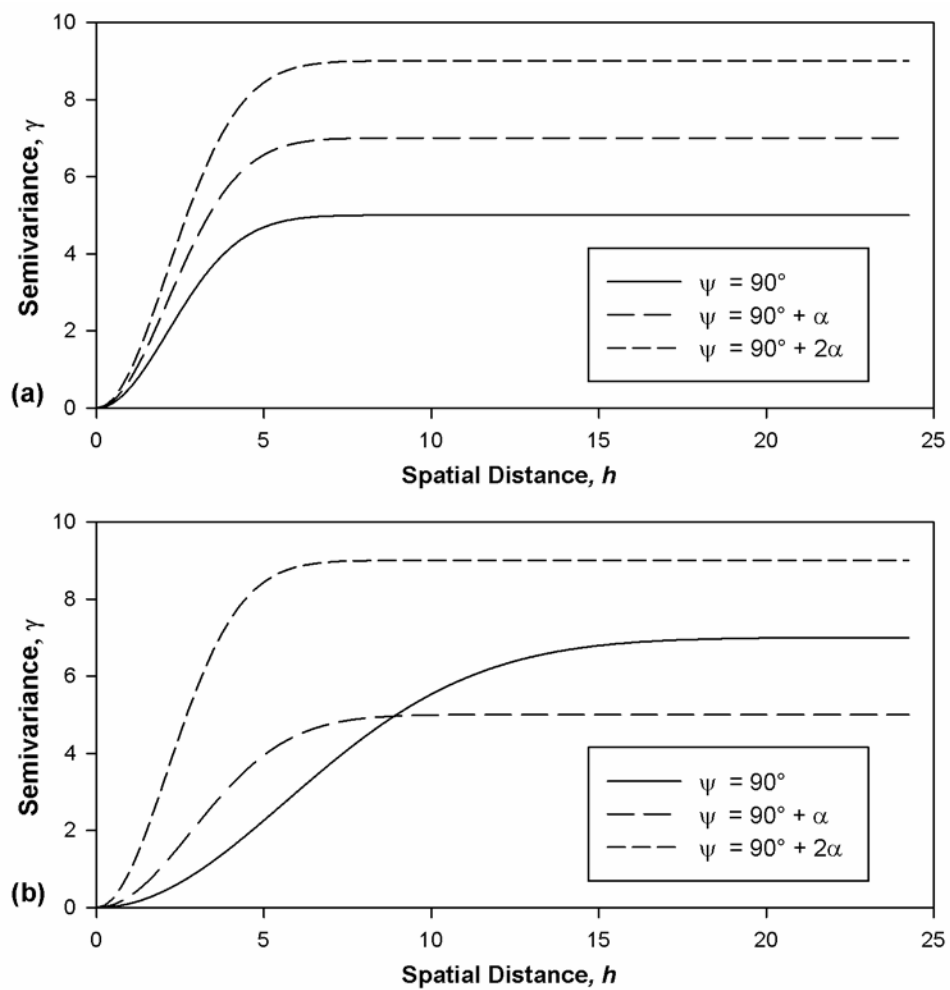 10
8
6
4
2
0
Semivariance, γ
(a)
ψ = 90°
ψ = 90° + α
ψ = 90° + 2α
0 5 10 15 20 25
Spatial Distance, h
10
8
6
4
2
0
Semivariance, γ
(b)
ψ = 90°
ψ = 90° + α
ψ = 90° + 2α
0 5 10 15 20 25
Spatial Distance, h